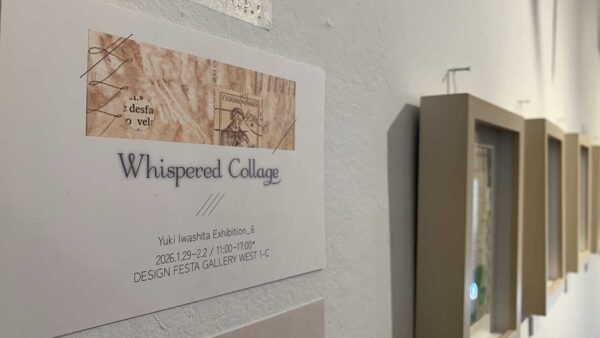 e desfa
o vel
Whispered Collage
Yuki Iwashita Exhibition_6
2026.1.29~2.2 / 11:00~17:00*
DESIGN FESTA GALLERY WEST 1-C